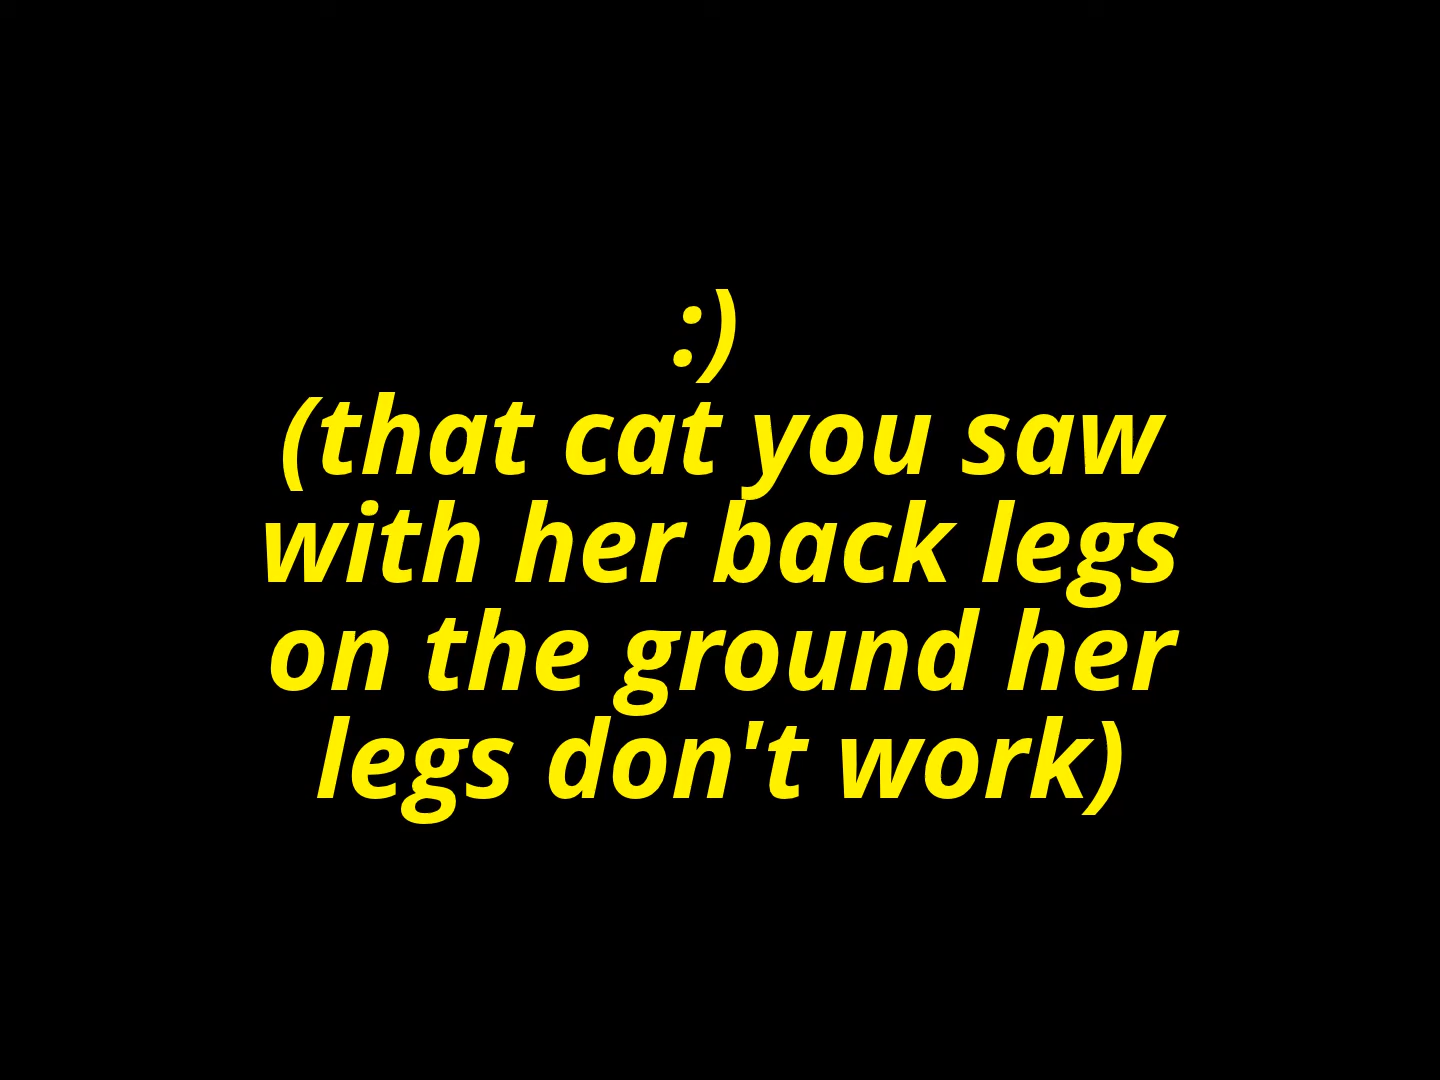 :)
(that cat you saw
with her back legs
on the ground her
legs don't work)